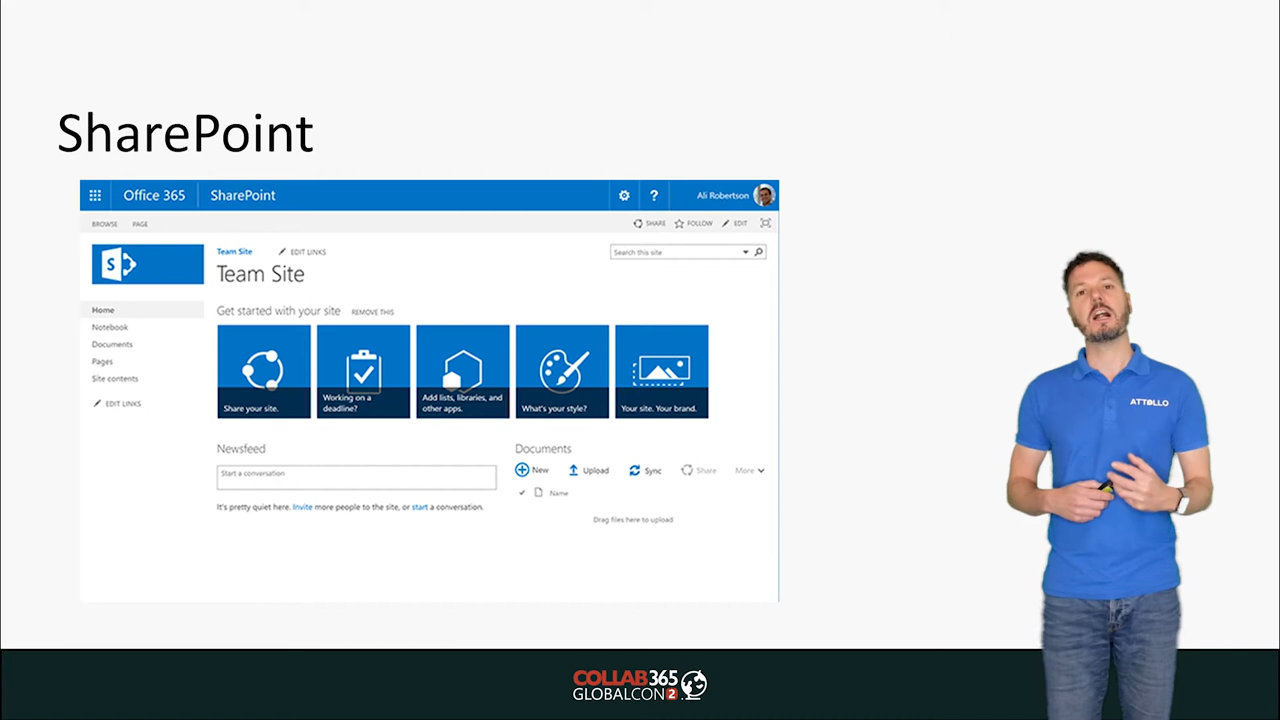 SharePoint
Office 365 SharePoint ? Ali Robertson
BROWSE PAGE SHARE FOLLOW EDIT
S Team Site EDIT LINKS Search this site
Team Site
Home
Notebook
Documents
Pages
Site contents
EDIT LINKS
Get started with your site REMOVE THIS
Share your site.
Working on a
deadline?
Add lists, libraries, and
other apps.
What's your style?
Your site. Your brand.
Newsfeed
Start a conversation
It's pretty quiet here. Invite more people to the site, or start a conversation.
Documents
New Upload Sync Share More
Name
Drag files here to upload
ATTOLLO
COLLAB365
GLOBALCON2